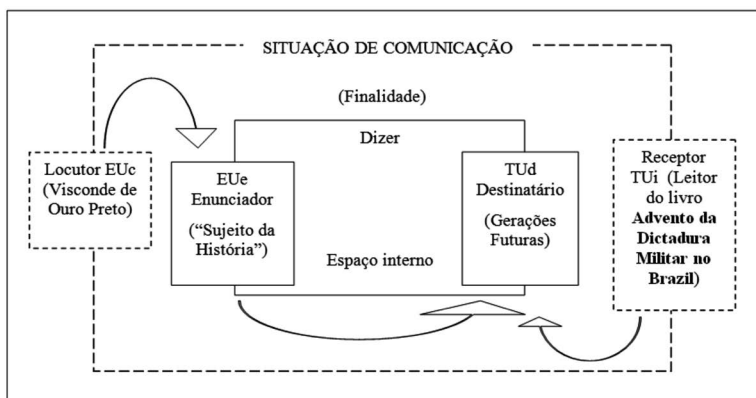 SITUAÇÃO DE COMUNICAÇÃO
(Finalidade)
Dizer
Locutor EUc
(Visconde de
Ouro Preto)
EUe
Enunciador
("Sujeito da
História")
TUd
Destinatário
(Gerações
Futuras)
Receptor
TUi (Leitor
do livro
Advento da
Dictadura
Militar no
Brazil)
Espaço interno